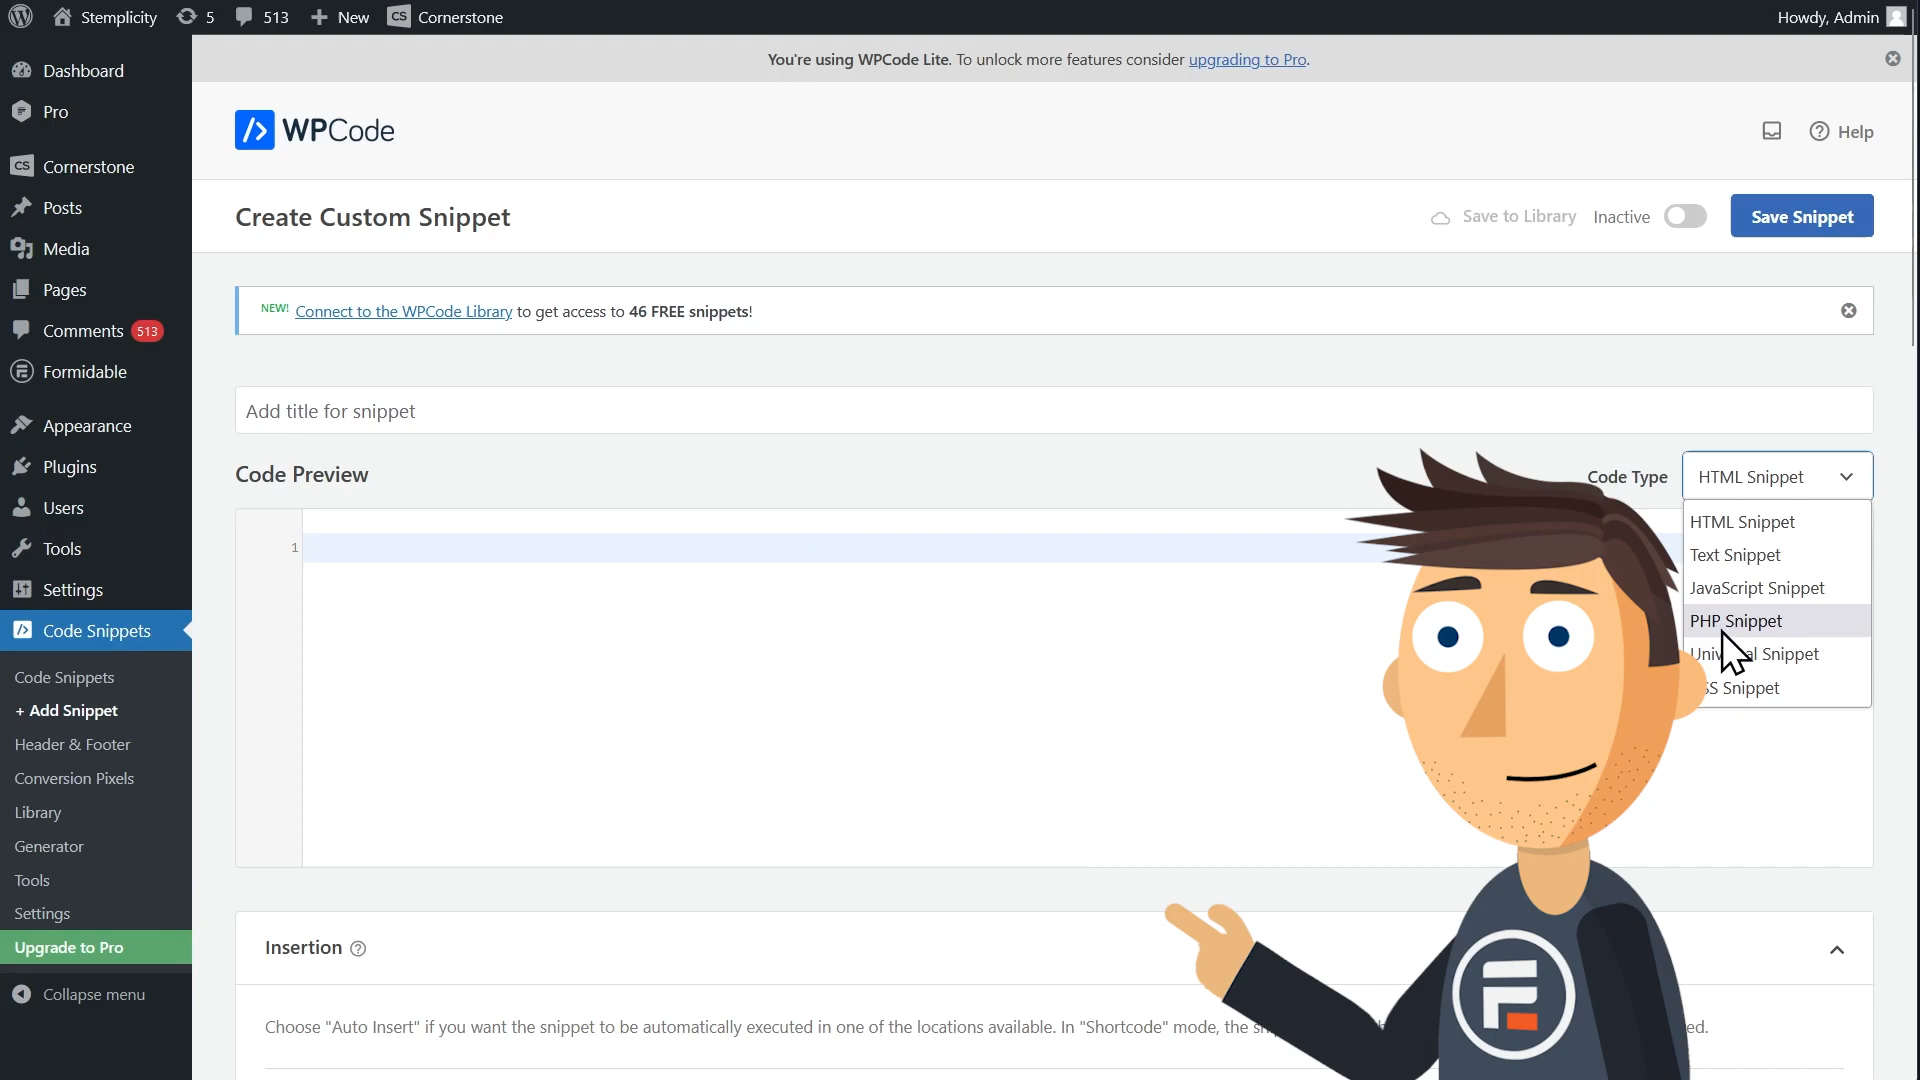 Stemplicity 5 513 New CS Cornerstone Howdy, Admin
You're using WPCode Lite. To unlock more features consider upgrading to Pro.
Dashboard
Pro
CS Cornerstone
Posts
Media
Pages
Comments 513
Formidable
Appearance
Plugins
Users
Tools
Settings
Code Snippets
Code Snippets
+ Add Snippet
Header & Footer
Conversion Pixels
Library
Generator
Tools
Settings
Upgrade to Pro
Collapse menu
WPCode
Help
Create Custom Snippet
Save to Library Inactive Save Snippet
NEW! Connect to the WPCode Library to get access to 46 FREE snippets!
Add title for snippet
Code Preview
Code Type HTML Snippet
HTML Snippet
Text Snippet
JavaScript Snippet
PHP Snippet
Snippet
Snippet
1
Insertion
Choose "Auto Insert" if you want the snippet to be automatically executed in one of the locations available. In "Shortcode" mode, the